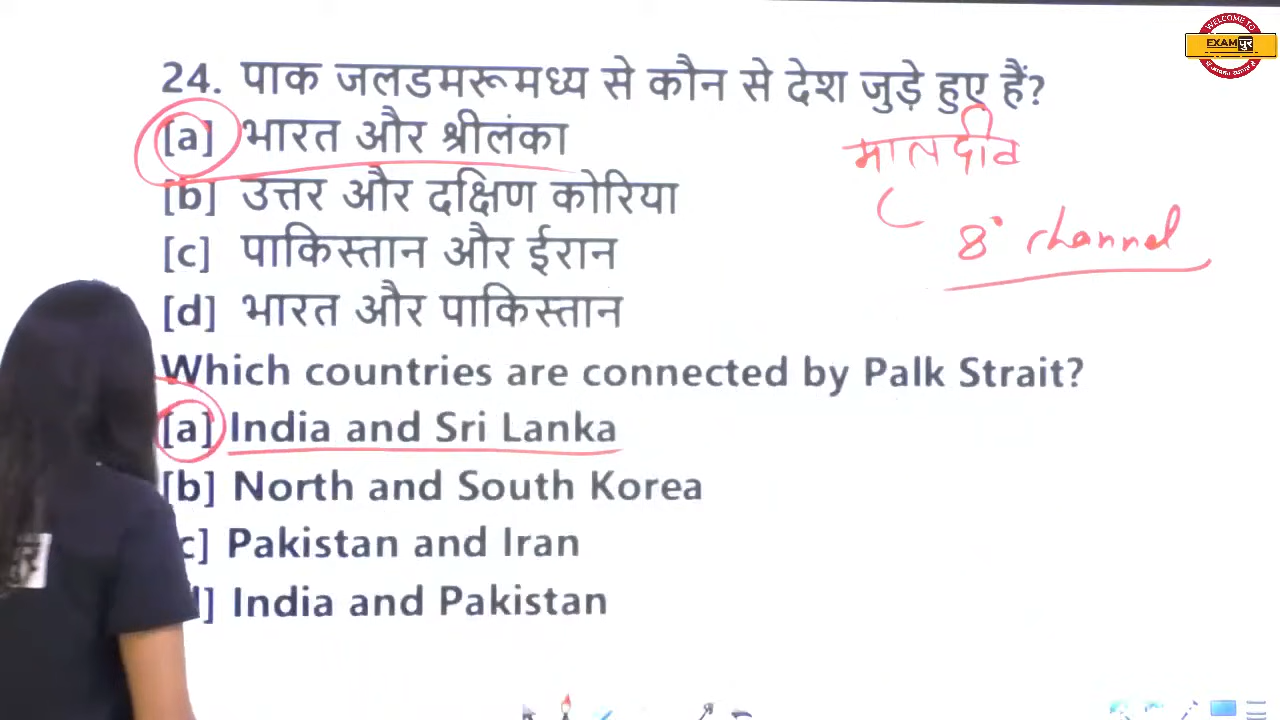 WELCOME TO
EXAM पुर
24. पाक जलडमरूमध्य से कौन से देश जुड़े हुए हैं?
[a] भारत और श्रीलंका
मालदीव
[b] उत्तर और दक्षिण कोरिया
8° channel
[c] पाकिस्तान और ईरान
[d] भारत और पाकिस्तान
Which countries are connected by Palk Strait?
[a] India and Sri Lanka
[b] North and South Korea
c] Pakistan and Iran
] India and Pakistan
पुर